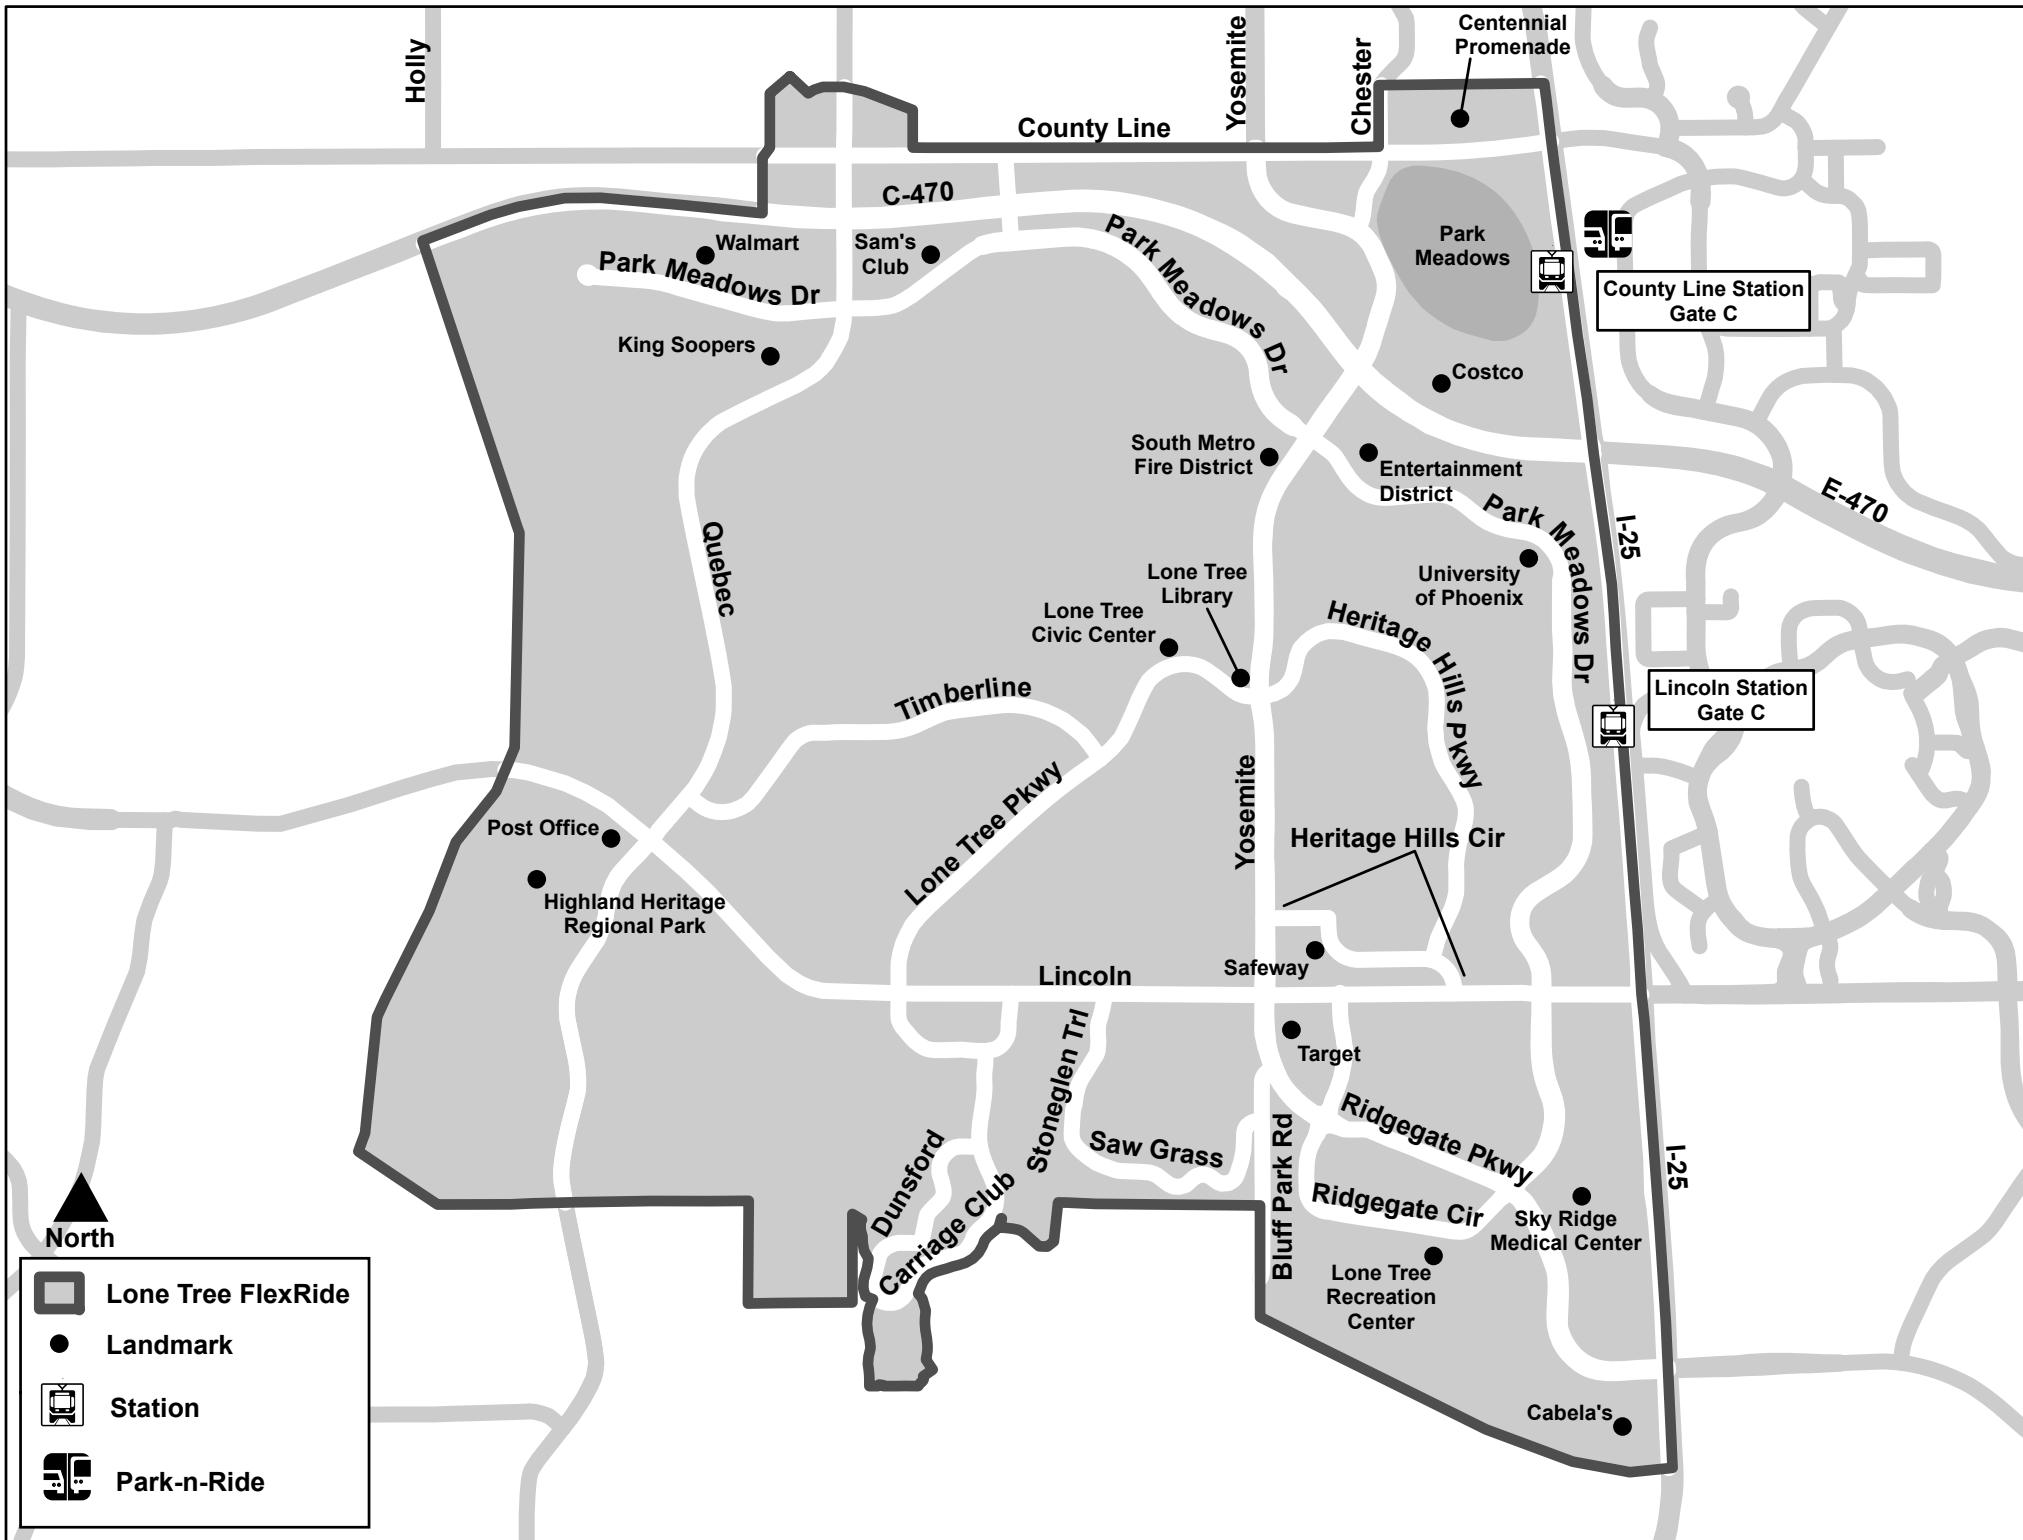 Centennial
Promenade
Holly
Yosemite
Chester
County Line
C-470
Walmart
Sam's
Club
Park Meadows Dr
Park Meadows Dr
Park
Meadows
County Line Station
Gate C
King Soopers
Costco
South Metro
Fire District
Entertainment
District
Park Meadows Dr
E-470
I-25
Quebec
Lone Tree
Library
University
of Phoenix
Lone Tree
Civic Center
Heritage Hills Pkwy
Timberline
Lincoln Station
Gate C
Lone Tree Pkwy
Yosemite
Post Office
Heritage Hills Cir
Highland Heritage
Regional Park
Safeway
Lincoln
Stoneglen Trl
Target
Ridgegate Pkwy
Saw Grass
Dunsford
Bluff Park Rd
I-25
Carriage Club
Ridgegate Cir
Sky Ridge
Medical Center
Lone Tree
Recreation
Center
Cabela's
North
Lone Tree FlexRide
Landmark
Station
Park-n-Ride